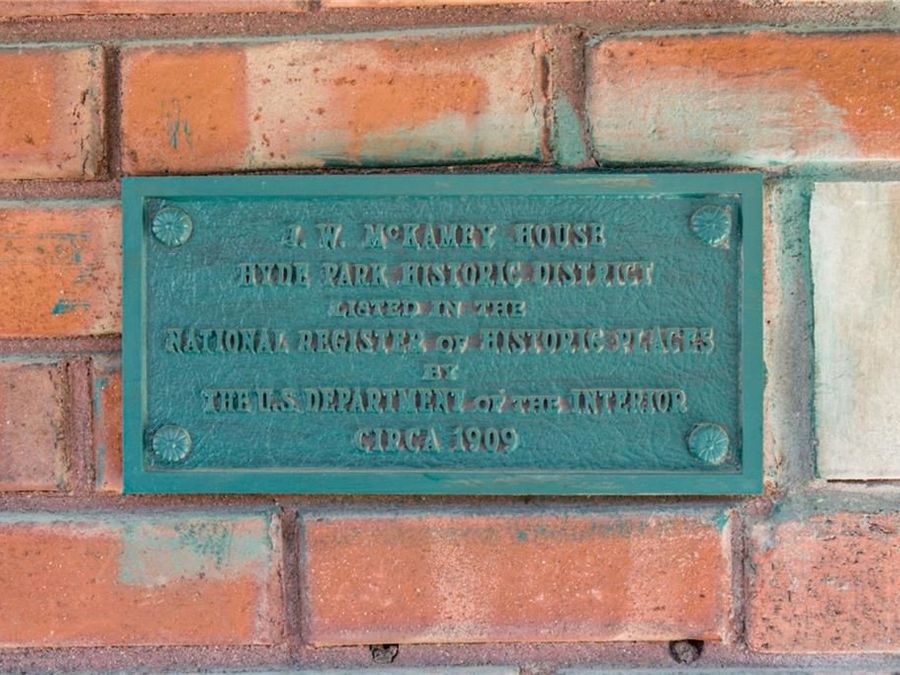 J. W. McKAMEY HOUSE
HYDE PARK HISTORIC DISTRICT
LISTED IN THE
NATIONAL REGISTER OF HISTORIC PLACES
BY
THE U.S. DEPARTMENT OF THE INTERIOR
CIRCA 1909